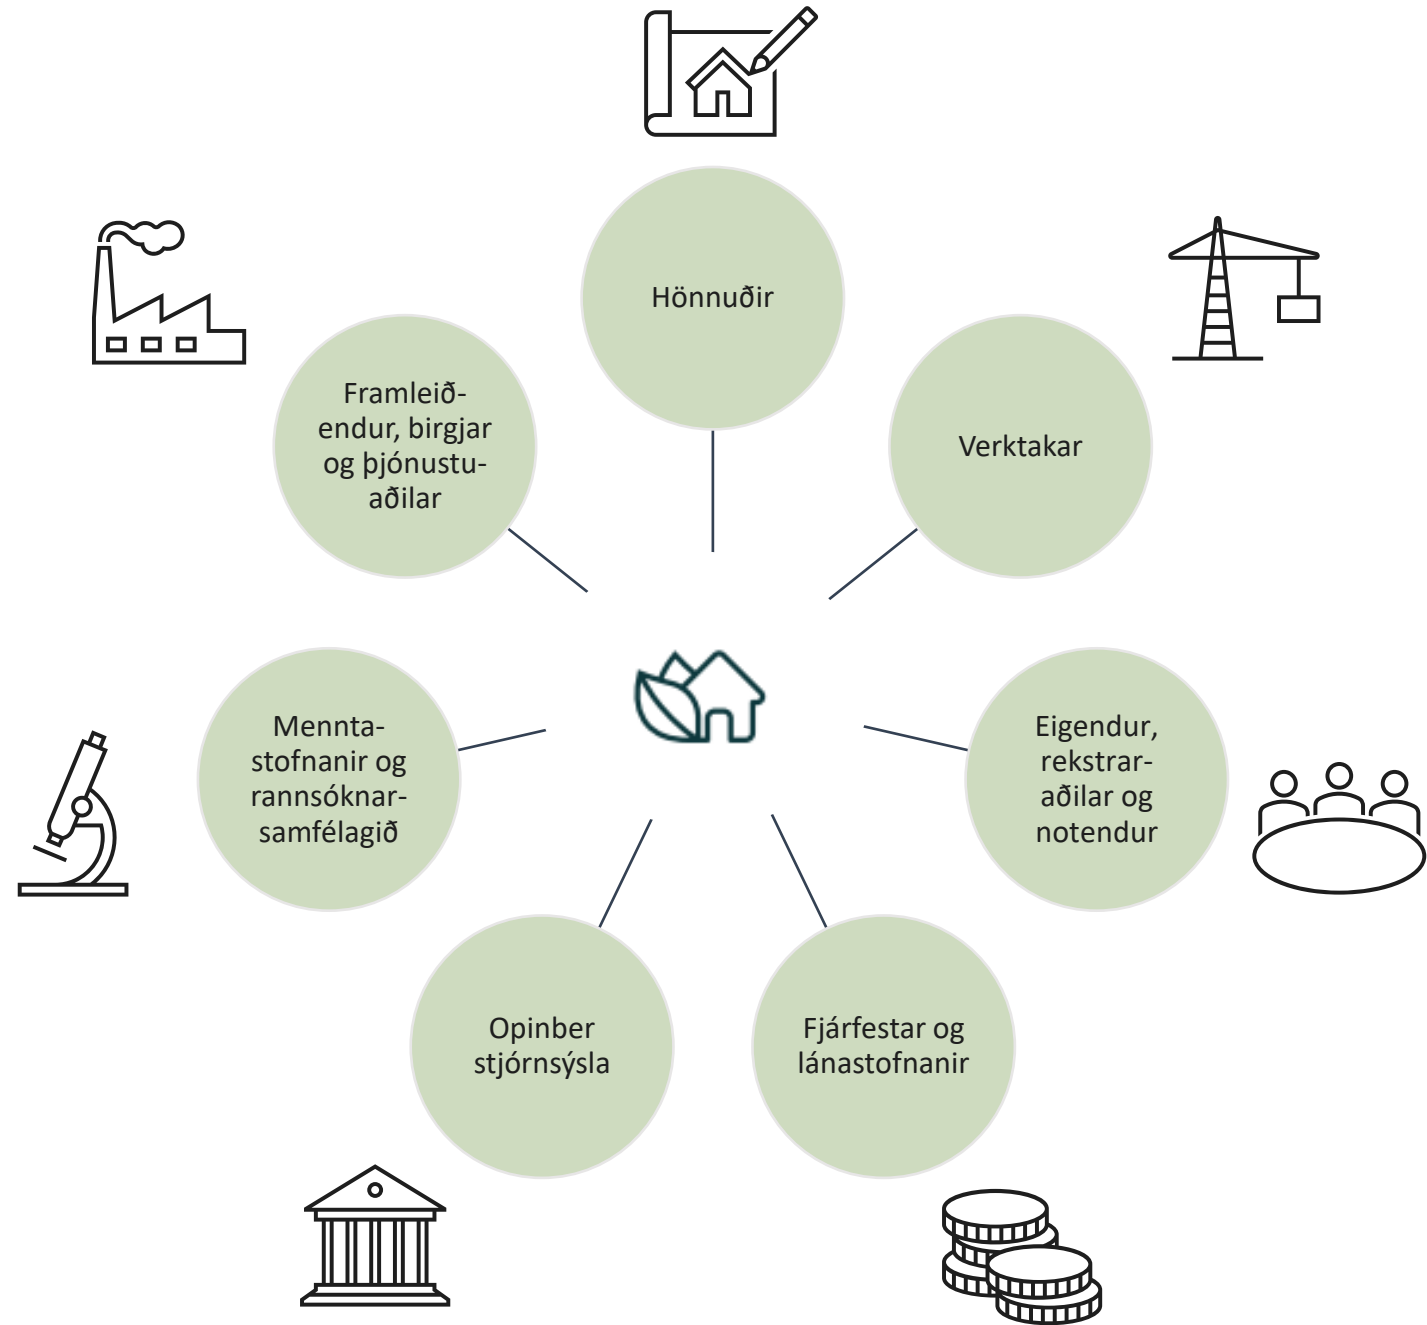 Hönnuðir
Verktakar
Framleið-
endur, birgjar
og þjónustu-
aðilar
Eigendur,
rekstrar-
aðilar og
notendur
Mennta-
stofnanir og
rannsóknar-
samfélagið
Fjárfestar og
lánastofnanir
Opinber
stjórnsýsla